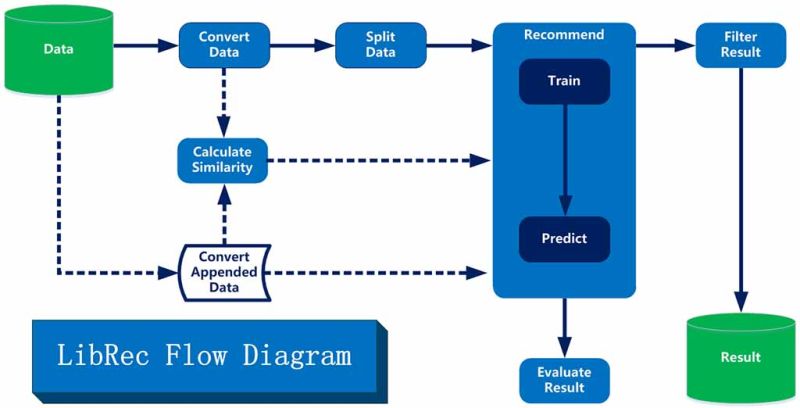 Data
Convert
Data
Split
Data
Recommend
Filter
Result
Train
Calculate
Similarity
Predict
Convert
Appended
Data
LibRec Flow Diagram
Evaluate
Result
Result